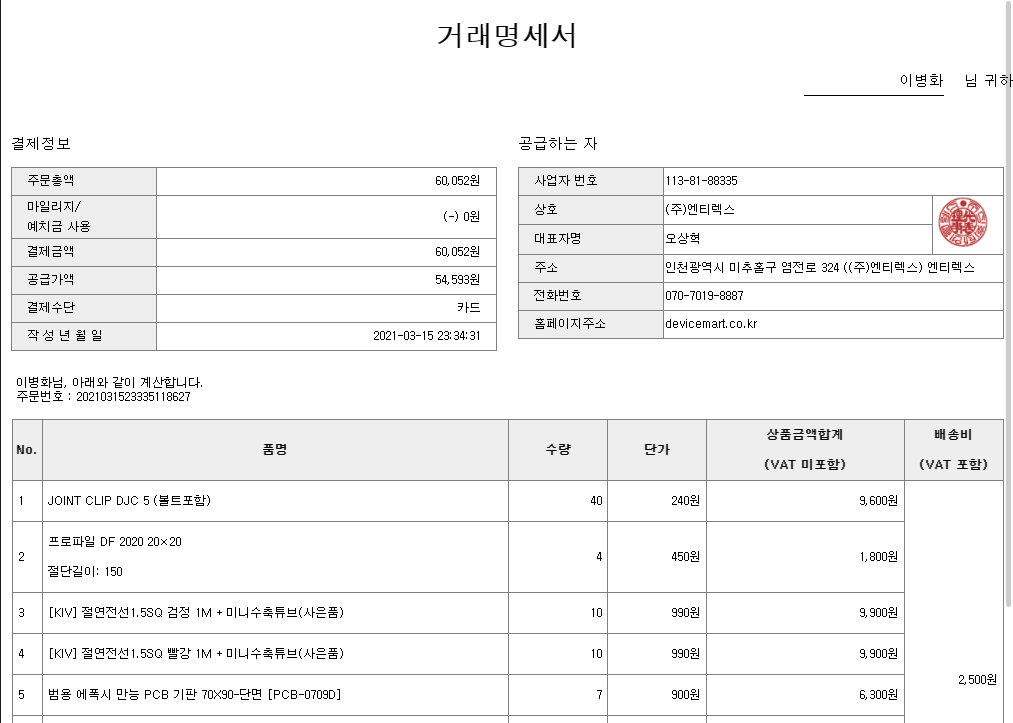 거래명세서
이병화 님 귀하
결제정보
주문총액 60,052원
마일리지/
예치금 사용 (-) 0원
결제금액 60,052원
공급가액 54,593원
결제수단 카드
작 성 년 월 일 2021-03-15 23:34:31
공급하는 자
사업자 번호 113-81-88335
상호 (주)엔티렉스
대표자명 오상혁
주소 인천광역시 미추홀구 염전로 324 ((주)엔티렉스) 엔티렉스
전화번호 070-7019-8887
홈페이지주소 devicemart.co.kr
이병화님, 아래와 같이 계산합니다.
주문번호 : 2021031523335118627
No. 품명 수량 단가 상품금액합계 (VAT 미포함) 배송비 (VAT 포함)
1 JOINT CLIP DJC 5 (볼트포함) 40 240원 9,600원
2 프로파일 DF 2020 20×20
절단길이: 150 4 450원 1,800원
3 [KIV] 절연전선1.5SQ 검정 1M + 미니수축튜브(사은품) 10 990원 9,900원
4 [KIV] 절연전선1.5SQ 빨강 1M + 미니수축튜브(사은품) 10 990원 9,900원
2,500원
5 범용 에폭시 만능 PCB 기판 70X90-단면 [PCB-0709D] 7 900원 6,300원